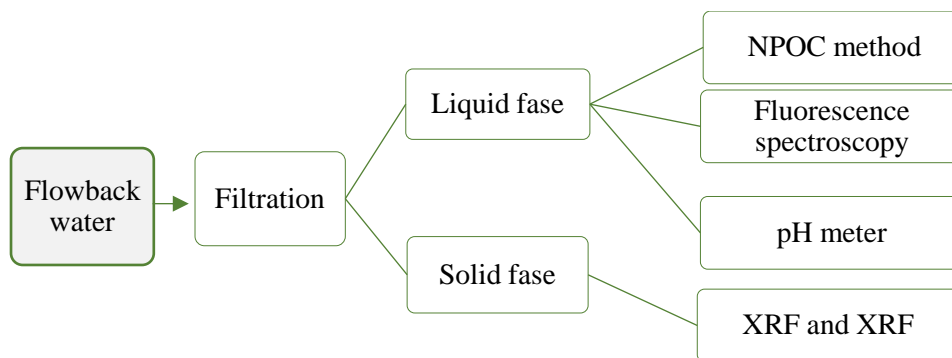 Flowback
water
Filtration
Liquid fase
Solid fase
NPOC method
Fluorescence
spectroscopy
pH meter
XRF and XRF